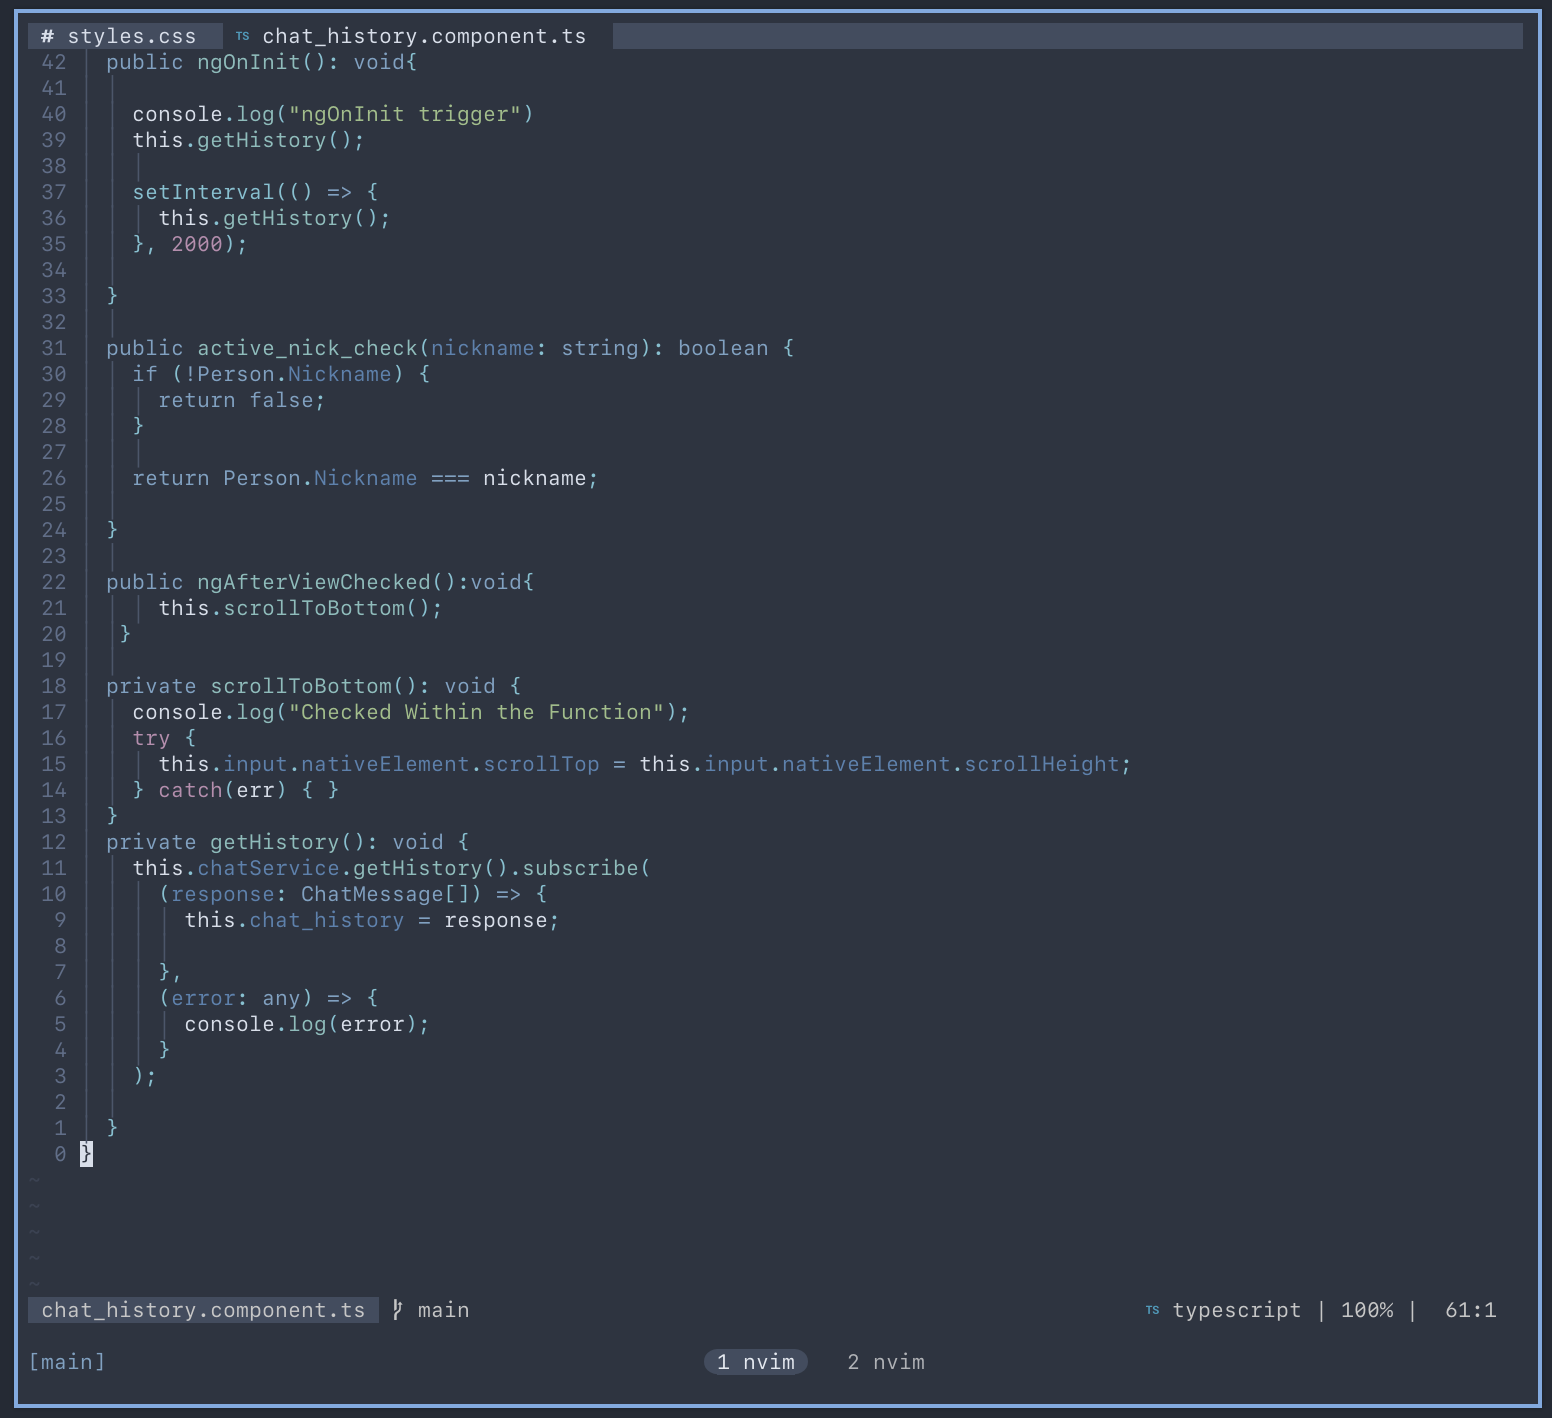 # styles.css TS chat_history.component.ts
42 public ngOnInit(): void{
41
40 console.log("ngOnInit trigger")
39 this.getHistory();
38
37 setInterval(() => {
36 this.getHistory();
35 }, 2000);
34
33 }
32
31 public active_nick_check(nickname: string): boolean {
30 if (!Person.Nickname) {
29 return false;
28 }
27
26 return Person.Nickname === nickname;
25
24 }
23
22 public ngAfterViewChecked():void{
21 this.scrollToBottom();
20 }
19
18 private scrollToBottom(): void {
17 console.log("Checked Within the Function");
16 try {
15 this.input.nativeElement.scrollTop = this.input.nativeElement.scrollHeight;
14 } catch(err) { }
13 }
12 private getHistory(): void {
11 this.chatService.getHistory().subscribe(
10 (response: ChatMessage[]) => {
9 this.chat_history = response;
8
7 },
6 (error: any) => {
5 console.log(error);
4 }
3 );
2
1 }
0 }
~
~
~
~
~
chat_history.component.ts main TS typescript | 100% | 61:1
[main] 1 nvim 2 nvim